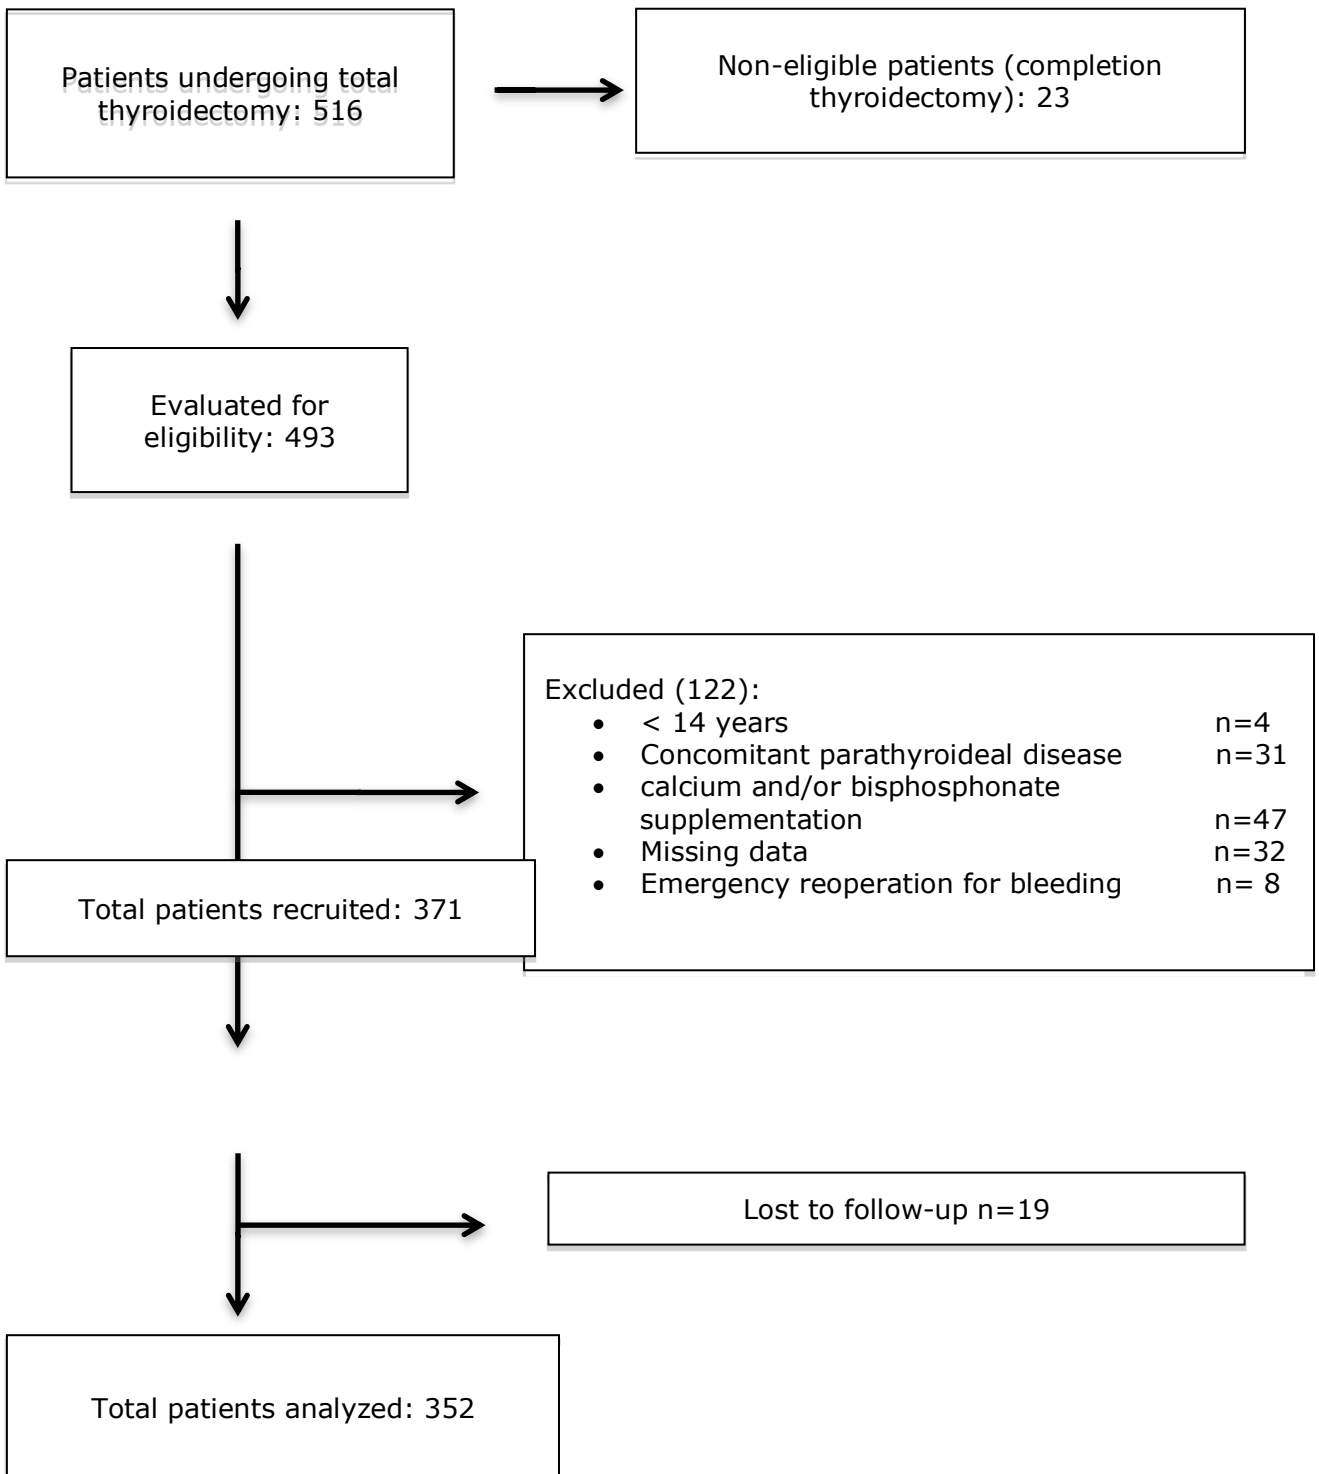 Patients undergoing total
thyroidectomy: 516
Non-eligible patients (completion
thyroidectomy): 23
Evaluated for
eligibility: 493
Excluded (122):
• < 14 years n=4
• Concomitant parathyroideal disease n=31
• calcium and/or bisphosphonate
supplementation n=47
• Missing data n=32
• Emergency reoperation for bleeding n= 8
Total patients recruited: 371
Lost to follow-up n=19
Total patients analyzed: 352